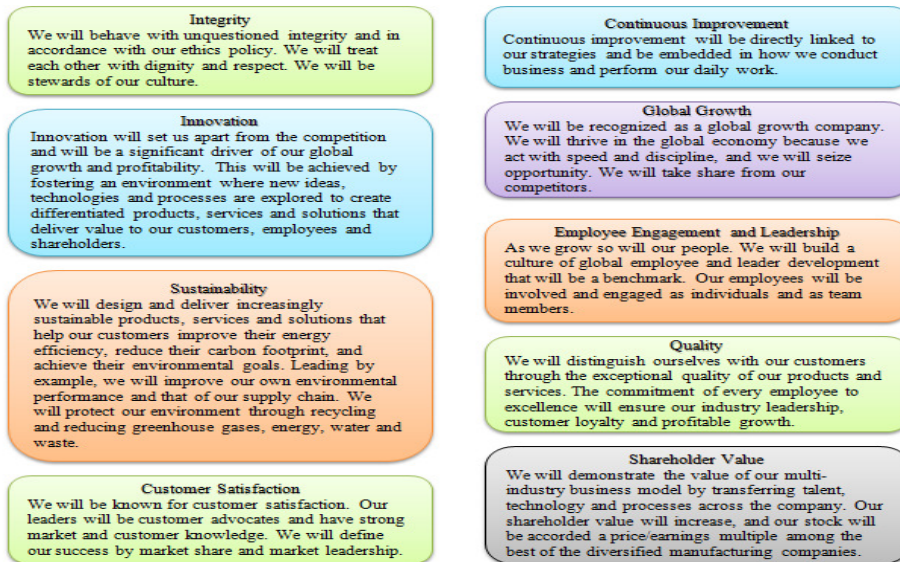 Integrity
We will behave with unquestioned integrity and in
accordance with our ethics policy. We will treat
each other with dignity and respect. We will be
stewards of our culture.
Innovation
Innovation will set us apart from the competition
and will be a significant driver of our global
growth and profitability. This will be achieved by
fostering an environment where new ideas,
technologies and processes are explored to create
differentiated products, services and solutions that
deliver value to our customers, employees and
shareholders.
Sustainability
We will design and deliver increasingly
sustainable products, services and solutions that
help our customers improve their energy
efficiency, reduce their carbon footprint, and
achieve their environmental goals. Leading by
example, we will improve our own environmental
performance and that of our supply chain. We
will protect our environment through recycling
and reducing greenhouse gases, energy, water and
waste.
Customer Satisfaction
We will be known for customer satisfaction. Our
leaders will be customer advocates and have strong
market and customer knowledge. We will define
our success by market share and market leadership.
Continuous Improvement
Continuous improvement will be directly linked to
our strategies and be embedded in how we conduct
business and perform our daily work.
Global Growth
We will be recognized as a global growth company.
We will thrive in the global economy because we
act with speed and discipline, and we will seize
opportunity. We will take share from our
competitors.
Employee Engagement and Leadership
As we grow so will our people. We will build a
culture of global employee and leader development
that will be a benchmark. Our employees will be
involved and engaged as individuals and as team
members.
Quality
We will distinguish ourselves with our customers
through the exceptional quality of our products and
services. The commitment of every employee to
excellence will ensure our industry leadership,
customer loyalty and profitable growth.
Shareholder Value
We will demonstrate the value of our multi-
industry business model by transferring talent,
technology and processes across the company. Our
shareholder value will increase, and our stock will
be accorded a price/earnings multiple among the
best of the diversified manufacturing companies.